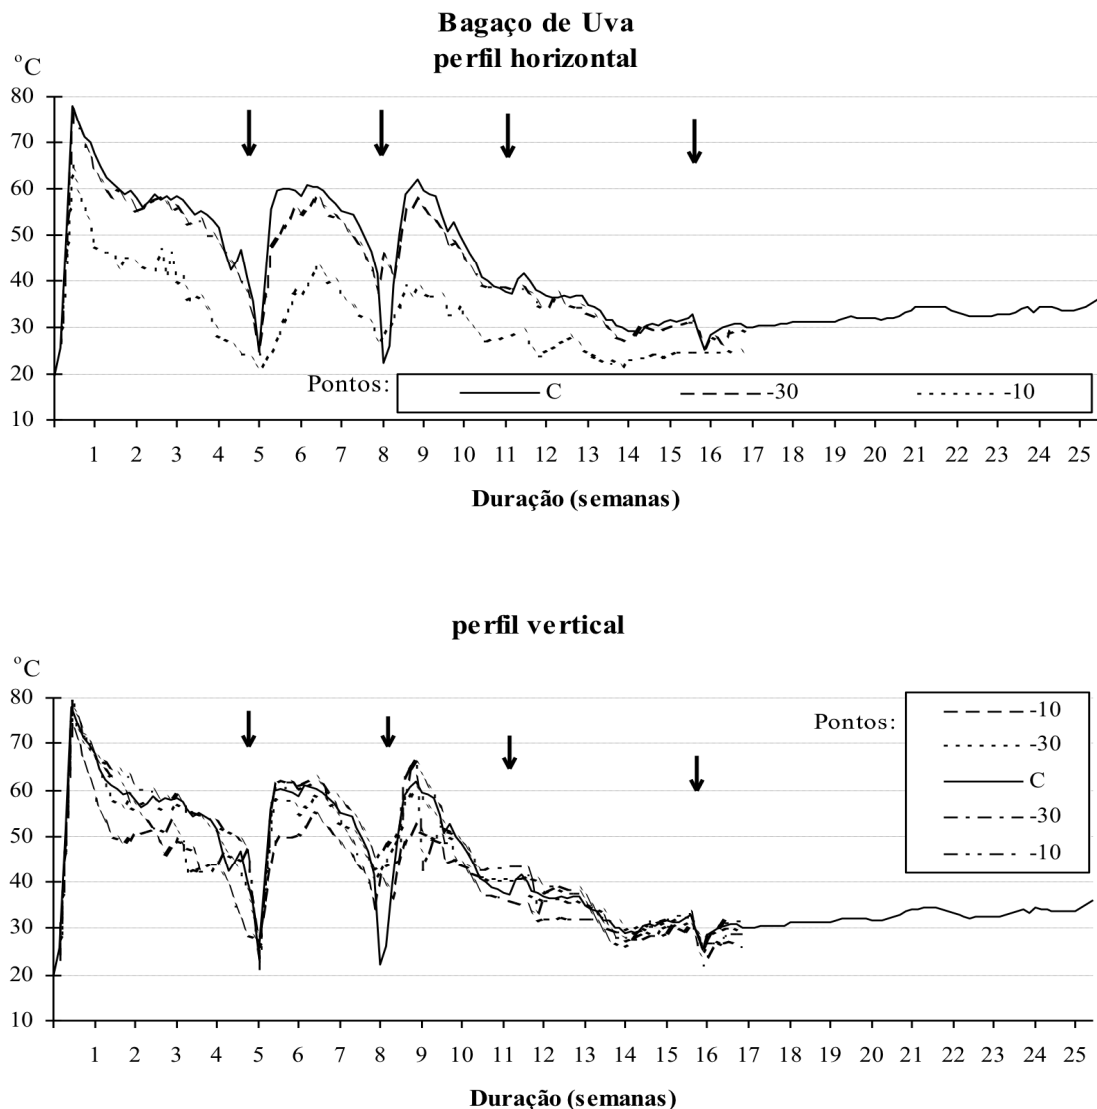 Bagaço de Uva
perfil horizontal
°C
80
70
60
50
40
30
20
10
Pontos: C -30 -10
1 2 3 4 5 6 7 8 9 10 11 12 13 14 15 16 17 18 19 20 21 22 23 24 25
Duração (semanas)
perfil vertical
°C
80
70
60
50
40
30
20
10
Pontos:
-10
-30
C
-30
-10
1 2 3 4 5 6 7 8 9 10 11 12 13 14 15 16 17 18 19 20 21 22 23 24 25
Duração (semanas)